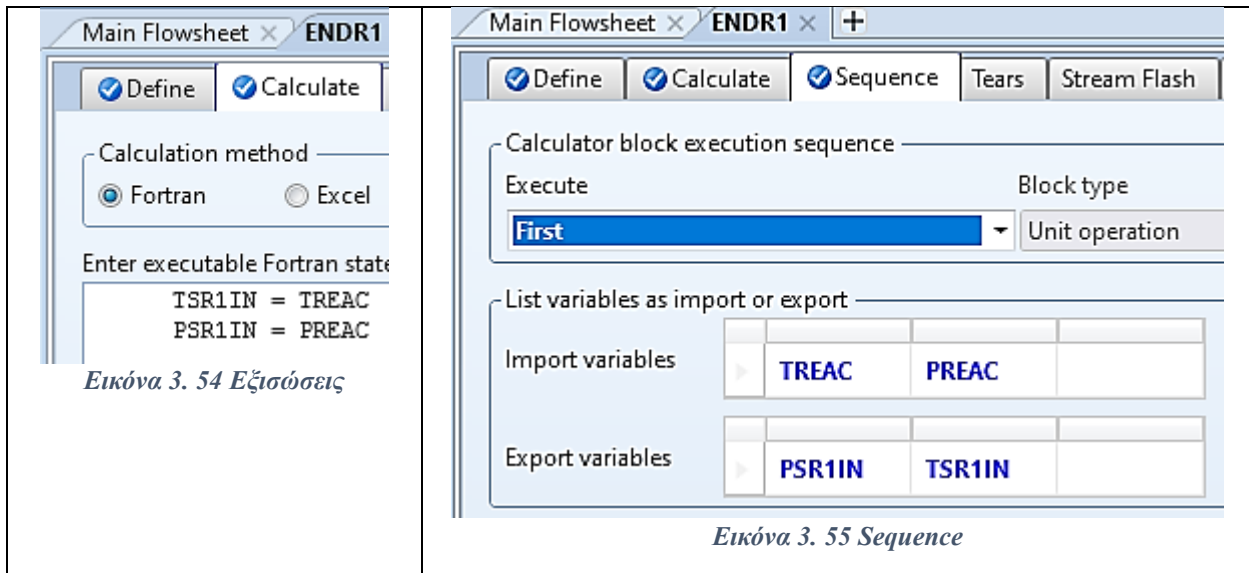 Main Flowsheet ENDR1
Define Calculate
Calculation method
Fortran Excel
Enter executable Fortran state
TSR1IN = TREAC
PSR1IN = PREAC
Εικόνα 3. 54 Εξισώσεις
Main Flowsheet ENDR1 +
Define Calculate Sequence Tears Stream Flash
Calculator block execution sequence
Execute Block type
First Unit operation
List variables as import or export
Import variables TREAC PREAC
Export variables PSR1IN TSR1IN
Εικόνα 3. 55 Sequence